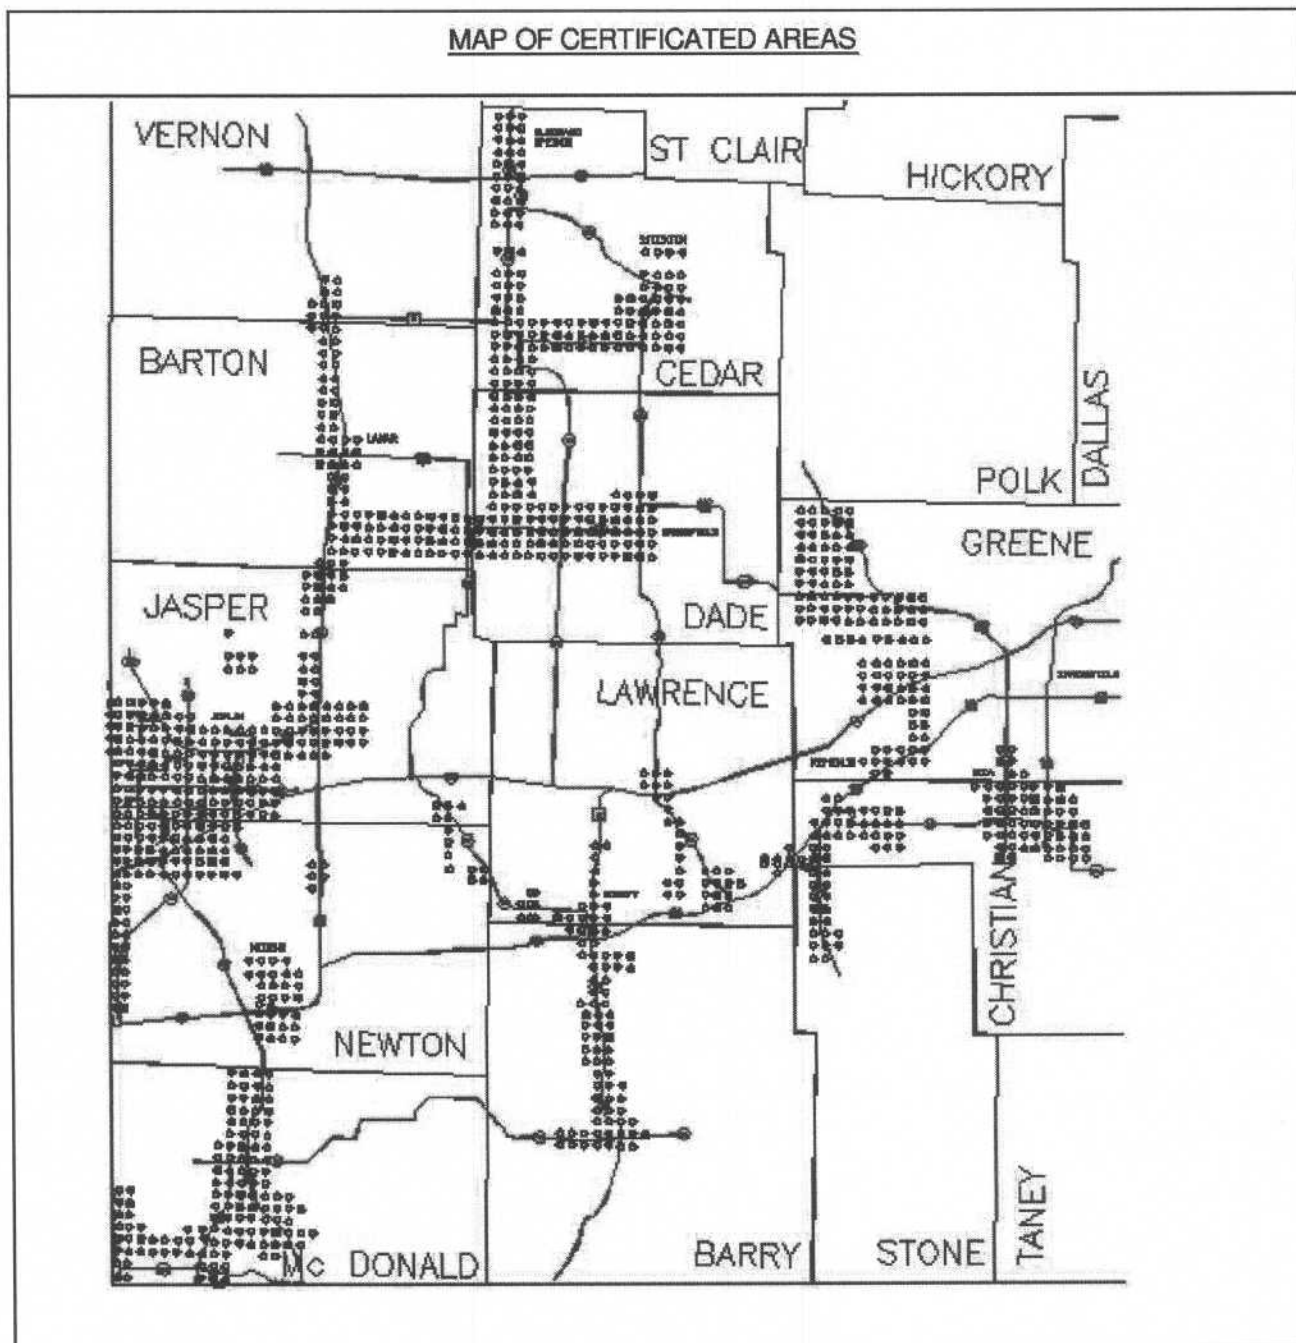 MAP OF CERTIFICATED AREAS
VERNON
ST CLAIR
HICKORY
BARTON
CEDAR
DALLAS
LAMAR
POLK
GREENE
JASPER
DADE
LAWRENCE
CHRISTIAN
NEWTON
TANEY
Mc DONALD
BARRY
STONE